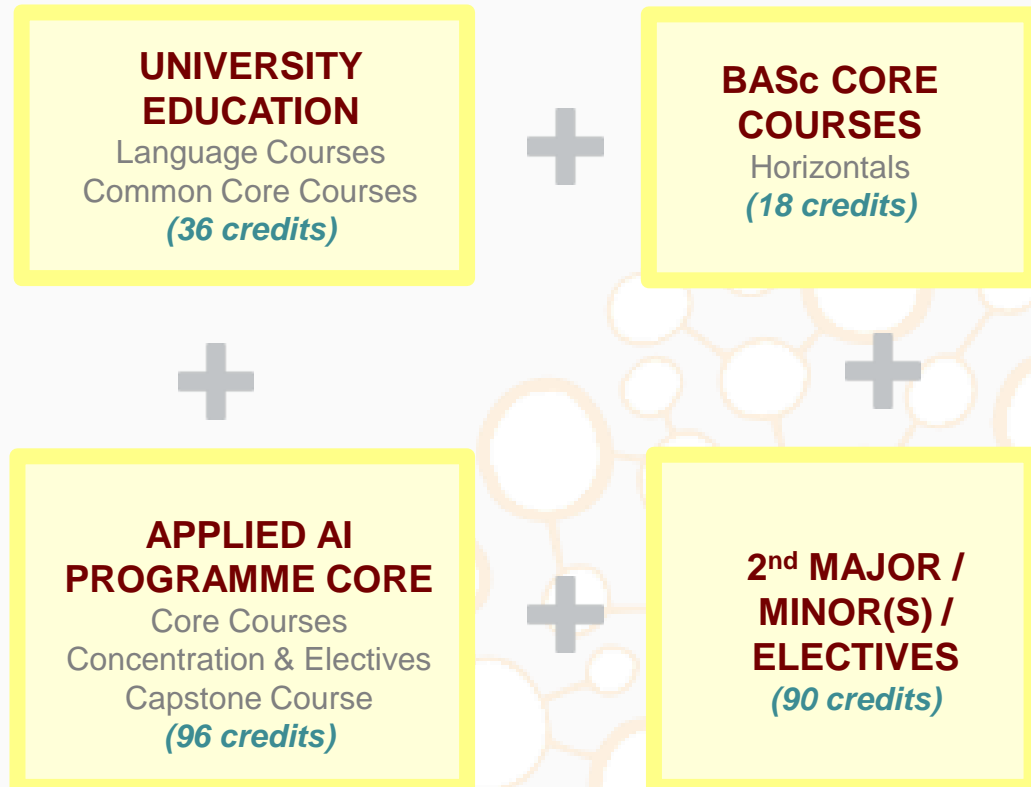 UNIVERSITY
EDUCATION
Language Courses
Common Core Courses
(36 credits)
BASc CORE
COURSES
Horizontals
(18 credits)
APPLIED AI
PROGRAMME CORE
Core Courses
Concentration & Electives
Capstone Course
(96 credits)
2nd MAJOR /
MINOR(S) /
ELECTIVES
(90 credits)